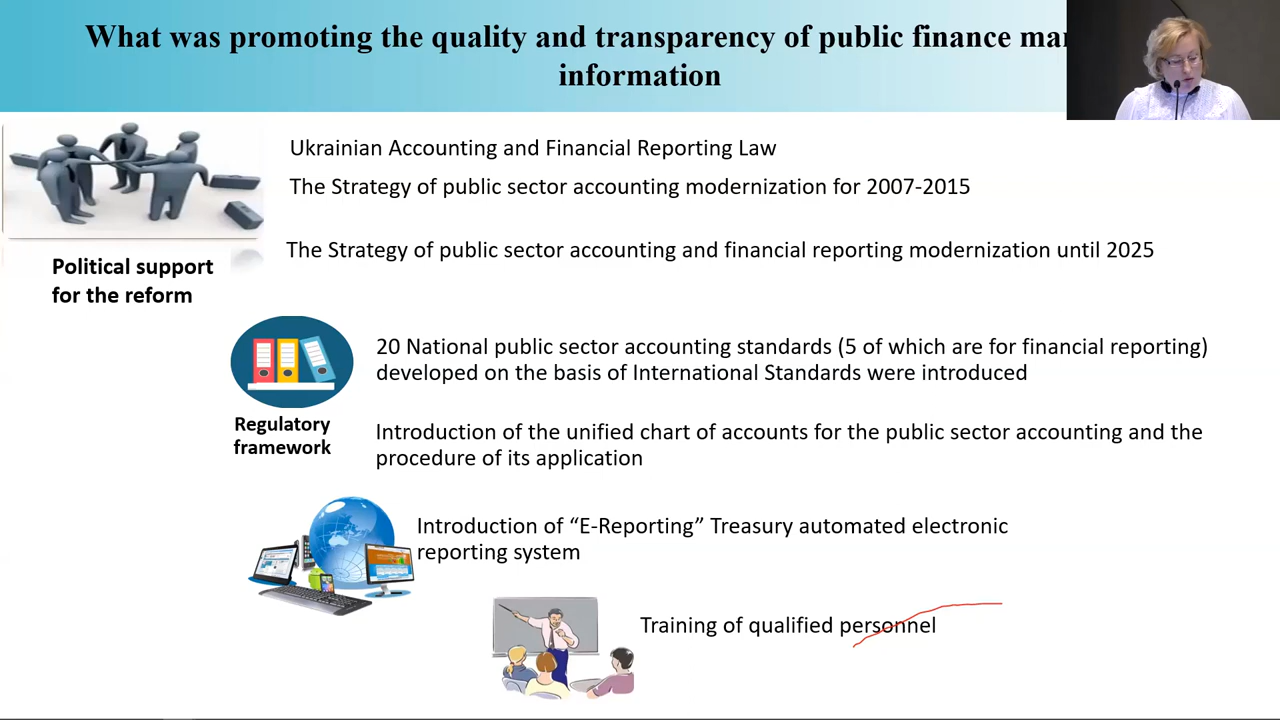 What was promoting the quality and transparency of public finance
information
Ukrainian Accounting and Financial Reporting Law
The Strategy of public sector accounting modernization for 2007-2015
The Strategy of public sector accounting and financial reporting modernization until 2025
Political support
for the reform
20 National public sector accounting standards (5 of which are for financial reporting)
developed on the basis of International Standards were introduced
Regulatory
framework
Introduction of the unified chart of accounts for the public sector accounting and the
procedure of its application
Introduction of “E-Reporting” Treasury automated electronic
reporting system
Training of qualified personnel